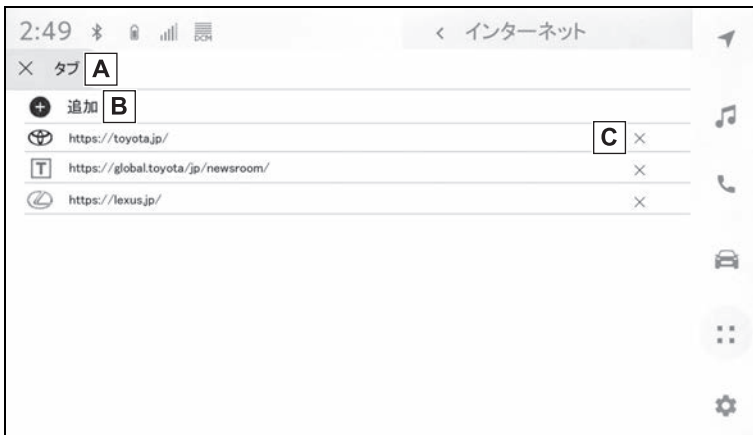 2:49 DCM < インターネット
× タブ A
追加 B
https://toyota.jp/ C ×
T https://global.toyota/jp/newsroom/ ×
https://lexus.jp/ ×